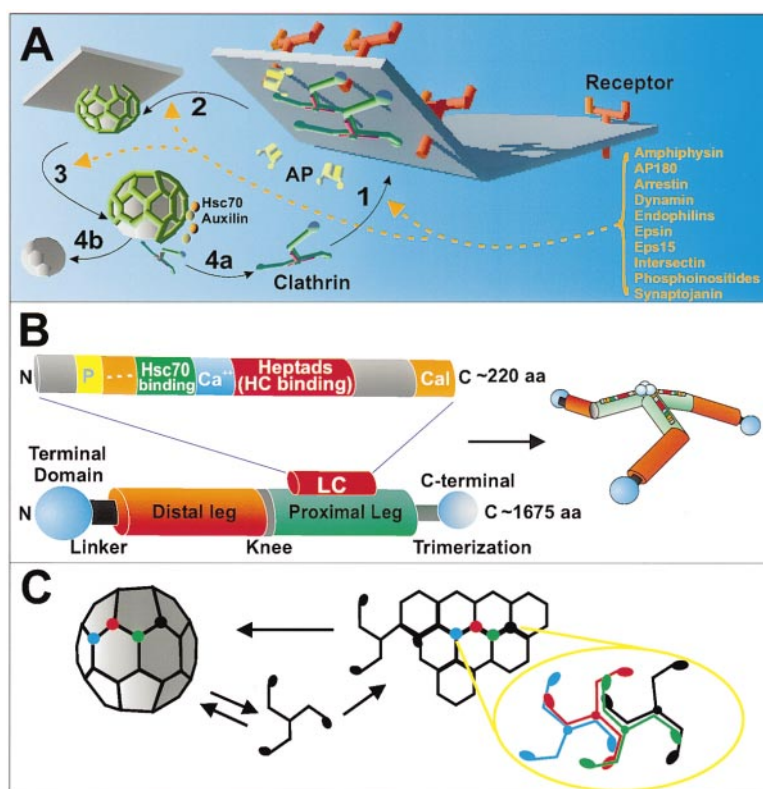 A
2
Receptor
3
AP
1
Hsc70
Auxilin
4b
4a
Clathrin
Amphiphysin
AP180
Arrestin
Dynamin
Endophilins
Epsin
Eps15
Intersectin
Phosphoinositides
Synaptojanin
B
N P --- Hsc70 binding Ca++ Heptads (HC binding) Cal C ~220 aa
Terminal
Domain
LC
C-terminal
N Distal leg Proximal Leg C ~1675 aa
Linker Knee Trimerization
C